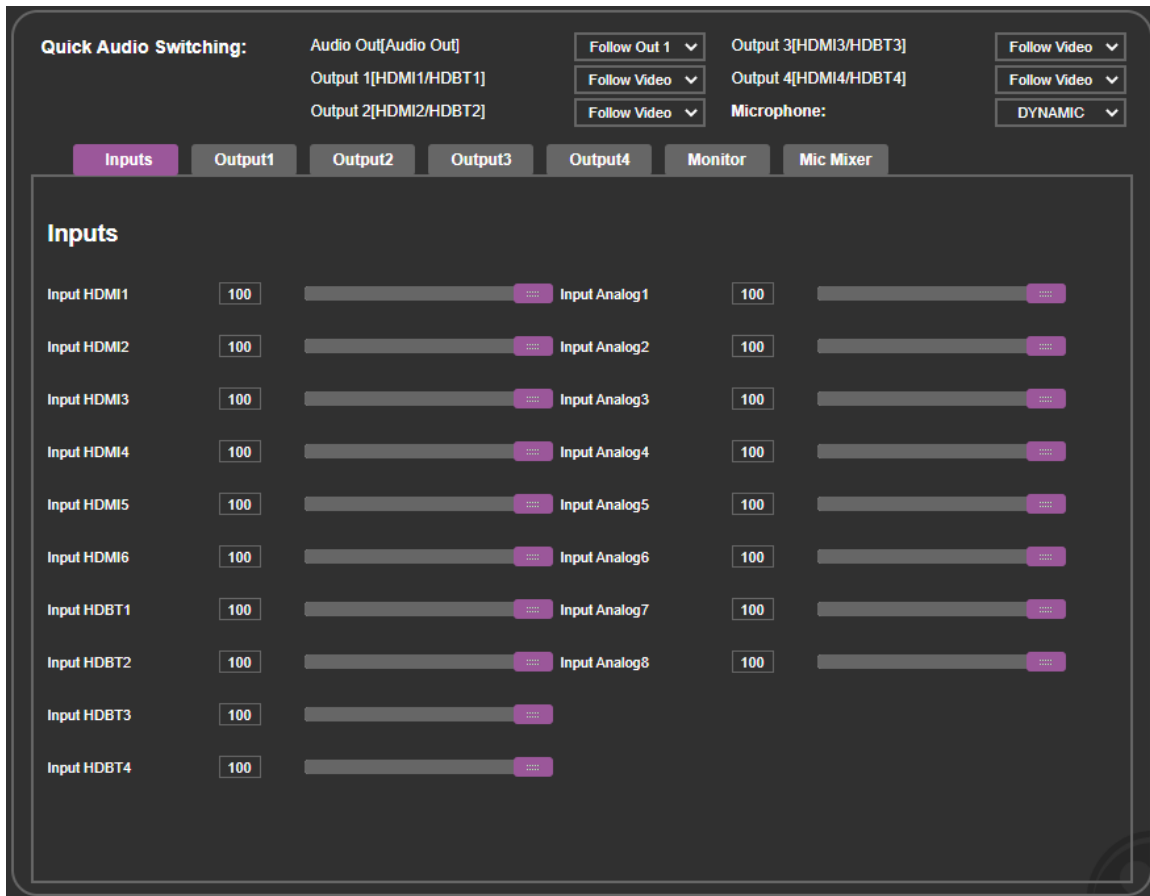 Quick Audio Switching: Audio Out[Audio Out] Follow Out 1 Output 3[HDMI3/HDBT3] Follow Video
Output 1[HDMI1/HDBT1] Follow Video Output 4[HDMI4/HDBT4] Follow Video
Output 2[HDMI2/HDBT2] Follow Video Microphone: DYNAMIC
Inputs Output1 Output2 Output3 Output4 Monitor Mic Mixer
Inputs
Input HDMI1 100 Input Analog1 100
Input HDMI2 100 Input Analog2 100
Input HDMI3 100 Input Analog3 100
Input HDMI4 100 Input Analog4 100
Input HDMI5 100 Input Analog5 100
Input HDMI6 100 Input Analog6 100
Input HDBT1 100 Input Analog7 100
Input HDBT2 100 Input Analog8 100
Input HDBT3 100
Input HDBT4 100